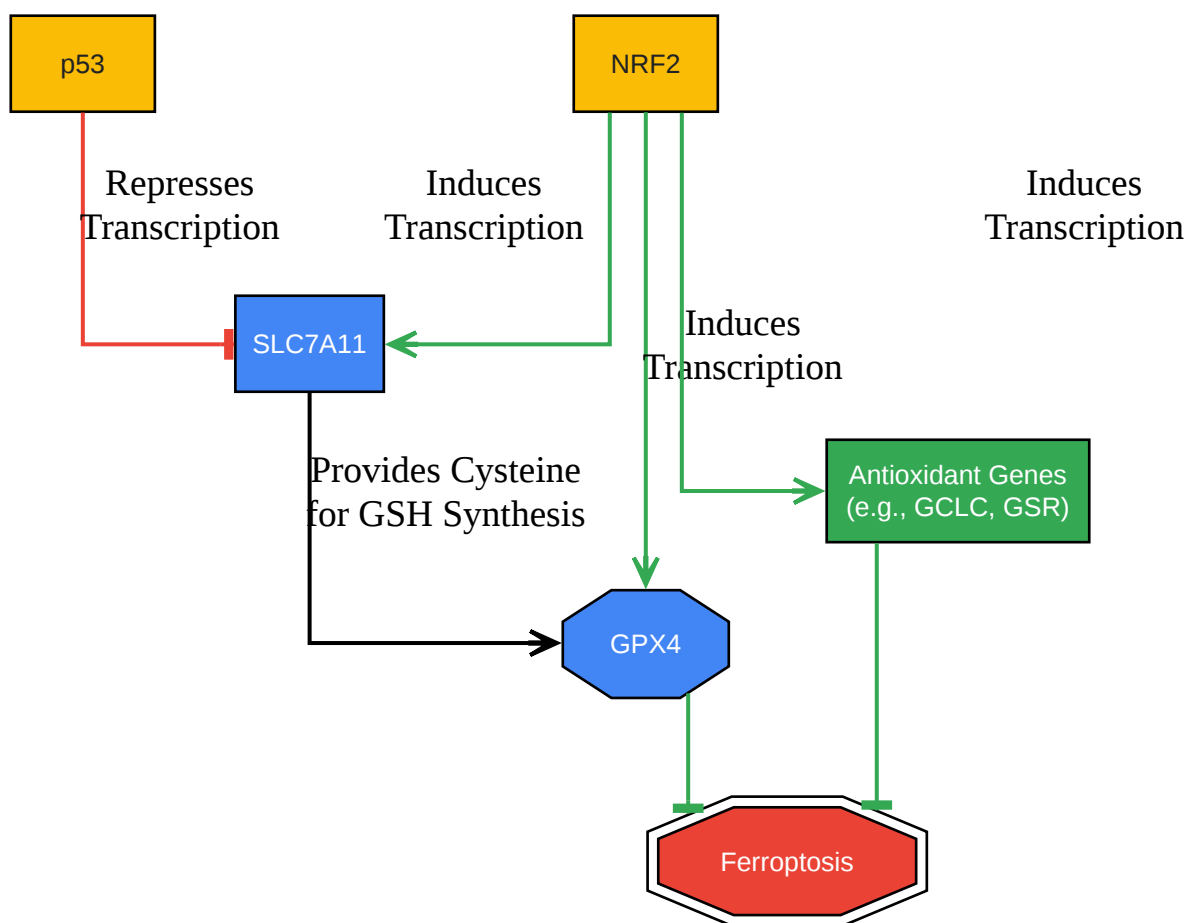 p53
NRF2
Represses
Transcription
Induces
Transcription
Induces
Transcription
SLC7A11
Induces
Transcription
Provides Cysteine
for GSH Synthesis
Antioxidant Genes
(e.g., GCLC, GSR)
GPX4
Ferroptosis